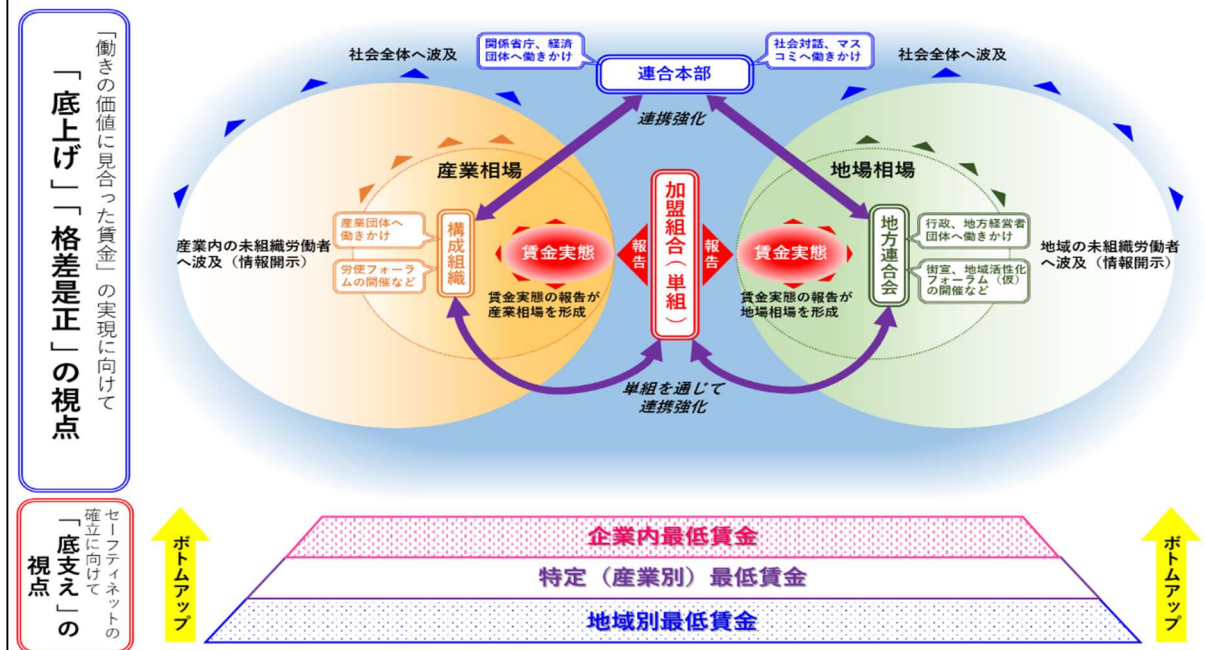 「働きの価値に見合った賃金」の実現に向けて
「底上げ」「格差是正」の視点
社会全体へ波及
関係省庁、経済
団体へ働きかけ
社会対話、マス
コミへ働きかけ
社会全体へ波及
連合本部
連携強化
産業相場
地場相場
産業団体へ
働きかけ
労使フォーラ
ムの開催など
構成組織
産業内の未組織労働者
へ波及（情報開示）
賃金実態
賃金実態の報告が
産業相場を形成
報告
加盟組合（単組）
報告
賃金実態
賃金実態の報告が
地場相場を形成
地方連合会
行政、地方経営者
団体へ働きかけ
街宣、地域活性化
フォーラム（仮）
の開催など
地域の未組織労働者
へ波及（情報開示）
単組を通じて
連携強化
セーフティネットの
確立に向けて
「底支え」の
視点
ボトムアップ
企業内最低賃金
特定（産業別）最低賃金
地域別最低賃金
ボトムアップ